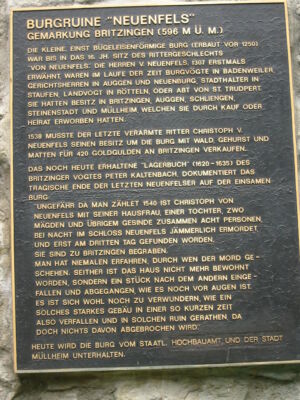 BURGRUINE "NEUENFELS"
GEMARKUNG BRITZINGEN (596 M Ü. M.)
DIE KLEINE, EINST BÜGELEISENFÖRMIGE BURG (ERBAUT VOR 1250)
WAR BIS IN DAS 16. JH. SITZ DES RITTERGESCHLECHTS
"VON NEUENFELS". DIE HERREN V. NEUENFELS, 1307 ERSTMALS
ERWÄHNT, WAREN IM LAUFE DER ZEIT BURGVÖGTE IN BADENWEILER,
GERICHTSHERREN IN AUGGEN UND NEUENBURG, STADTHALTER IN
STAUFEN, LANDVOGT IN RÖTTELN, ODER ABT VON ST. TRUDPERT.
SIE HATTEN BESITZ IN BRITZINGEN, AUGGEN, SCHLIENGEN,
STEINENSTADT UND MÜLLHEIM, WELCHEN SIE DURCH KAUF ODER
HEIRAT ERWORBEN HATTEN.
1538 MUSSTE DER LETZTE VERARMTE RITTER CHRISTOPH V.
NEUENFELS SEINEN BESITZ UM DIE BURG MIT WALD, GEHURST UND
MATTEN FÜR 420 GOLDGULDEN AN BRITZINGEN VERKAUFEN.
DAS NOCH HEUTE ERHALTENE "LAGERBUCH" (1620-1635) DES
BRITZINGER VOGTES PETER KALTENBACH, DOKUMENTIERT DAS
TRAGISCHE ENDE DER LETZTEN NEUENFELSER AUF DER EINSAMEN
BURG.
"UNGEFÄHR DA MAN ZÄHLET 1540 IST CHRISTOPH VON
NEUENFELS MIT SEINER HAUSFRAU, EINER TOCHTER, ZWO
MÄGDEN UND ÜBRIGEM GESINDE ZUSAMMEN ACHT PERSONEN,
BEI NACHT IM SCHLOSS NEUENFELS JÄMMERLICH ERMORDET,
UND ERST AM DRITTEN TAG GEFUNDEN WORDEN.
SIE SIND ZU BRITZINGEN BEGRABEN.
MAN HAT NIEMALEN ERFAHREN, DURCH WEN DER MORD GE-
SCHEHEN. SEITHER IST DAS HAUS NICHT MEHR BEWOHNT
WORDEN, SONDERN EIN STÜCK NACH DEM ANDERN EINGE-
FALLEN UND ABGEGANGEN, WIE ES NOCH VOR AUGEN IST.
ES IST SICH WOHL NOCH ZU VERWUNDERN, WIE EIN
SOLCHES STARKES GEBÄU IN EINER SO KURZEN ZEIT
ALSO VERFALLEN UND IN SOLCHEN RUIN GERATHEN, DA
DOCH NICHTS DAVON ABGEBROCHEN WIRD."
HEUTE WIRD DIE BURG VOM STAATL. HOCHBAUAMT UND DER STADT
MÜLLHEIM UNTERHALTEN.